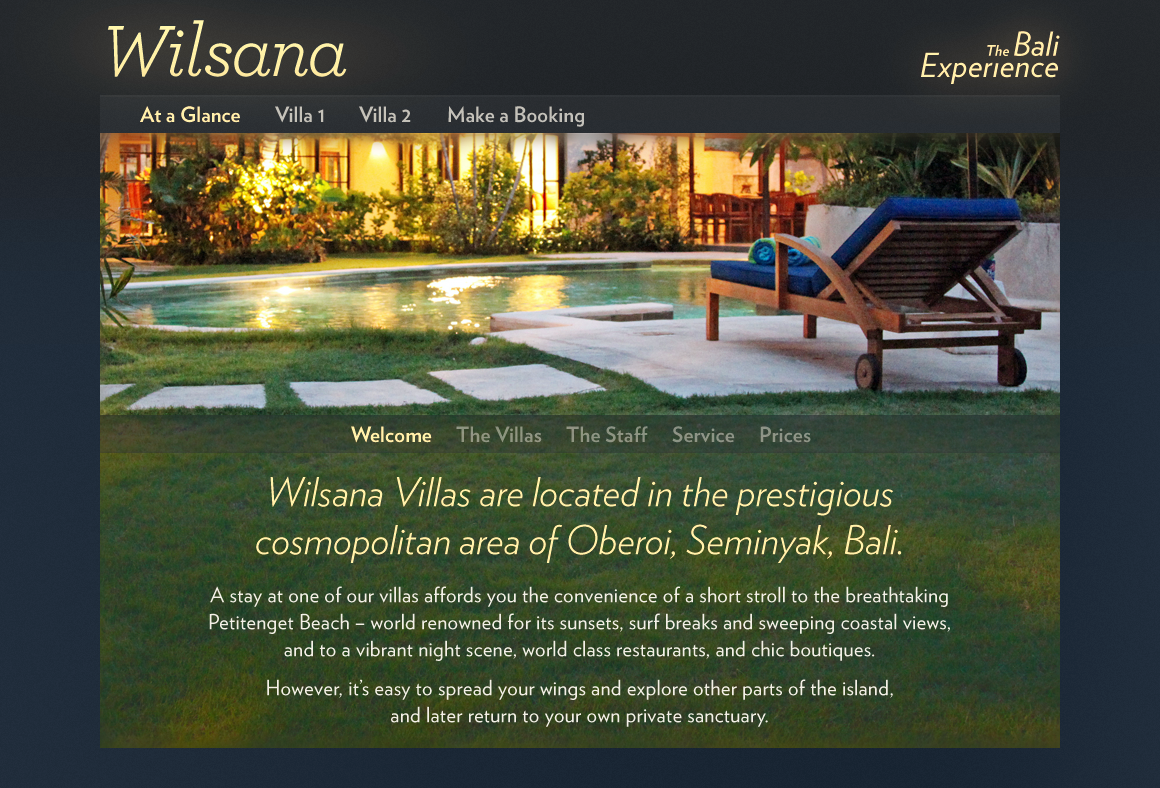 Wilsana
The Bali
Experience
At a Glance Villa 1 Villa 2 Make a Booking
Welcome The Villas The Staff Service Prices
Wilsana Villas are located in the prestigious
cosmopolitan area of Oberoi, Seminyak, Bali.
A stay at one of our villas affords you the convenience of a short stroll to the breathtaking
Petitenget Beach – world renowned for its sunsets, surf breaks and sweeping coastal views,
and to a vibrant night scene, world class restaurants, and chic boutiques.
However, it’s easy to spread your wings and explore other parts of the island,
and later return to your own private sanctuary.